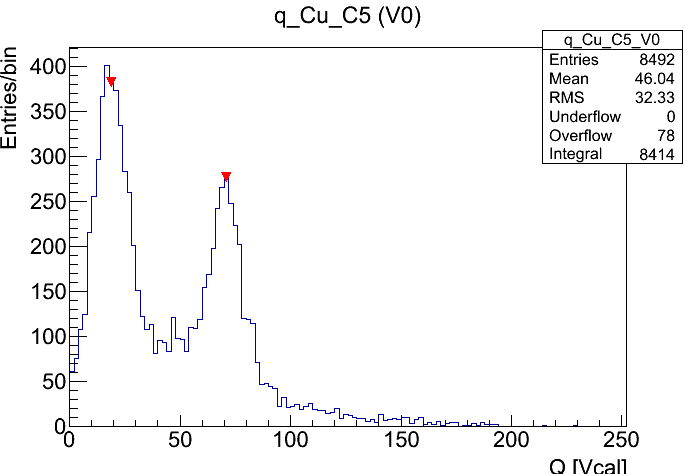 q_Cu_C5 (V0)
q_Cu_C5_V0
Entries 8492
Mean 46.04
RMS 32.33
Underflow 0
Overflow 78
Integral 8414
Entries/bin
400
350
300
250
200
150
100
50
0
0 50 100 150 200 250
Q [Vcal]